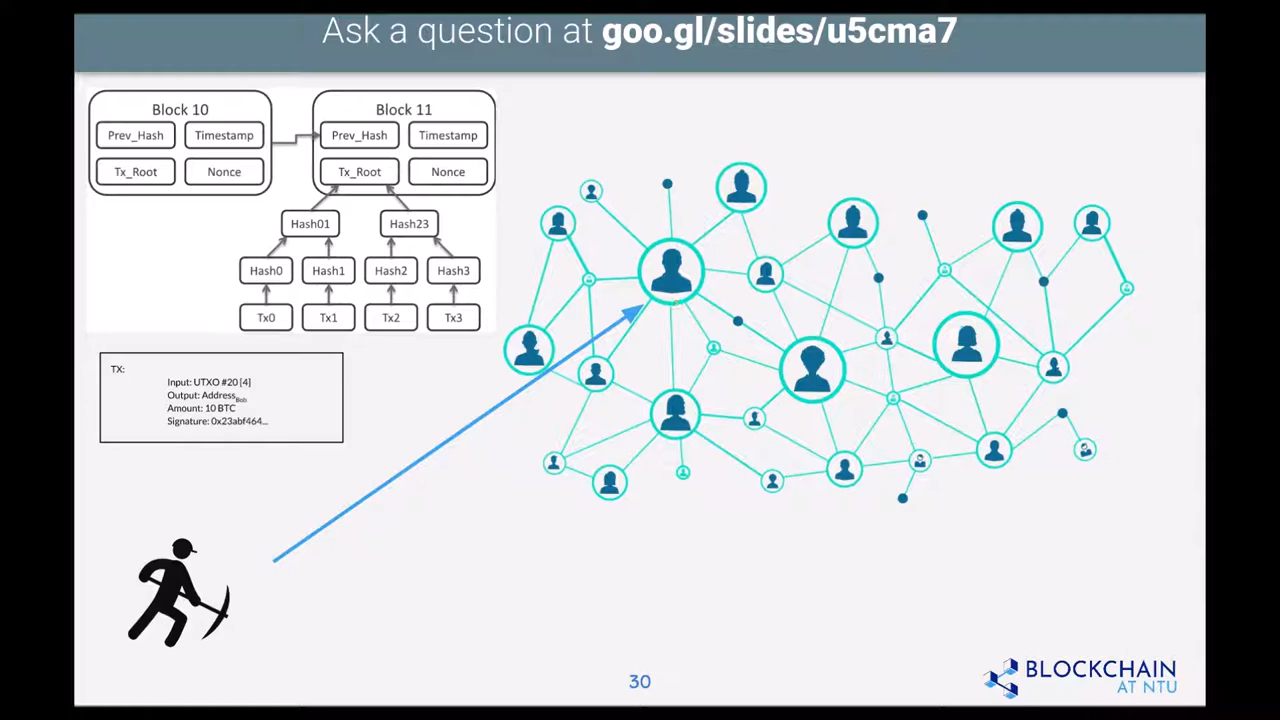 Ask a question at goo.gl/slides/u5cma7
Block 10
Prev_Hash
Timestamp
Tx_Root
Nonce
Block 11
Prev_Hash
Timestamp
Tx_Root
Nonce
Hash01
Hash23
Hash0
Hash1
Hash2
Hash3
Tx0
Tx1
Tx2
Tx3
TX:
Input: UTXO #20 [4]
Output: AddressBob
Amount: 10 BTC
Signature: 0x23abf464...
30
BLOCKCHAIN
AT NTU